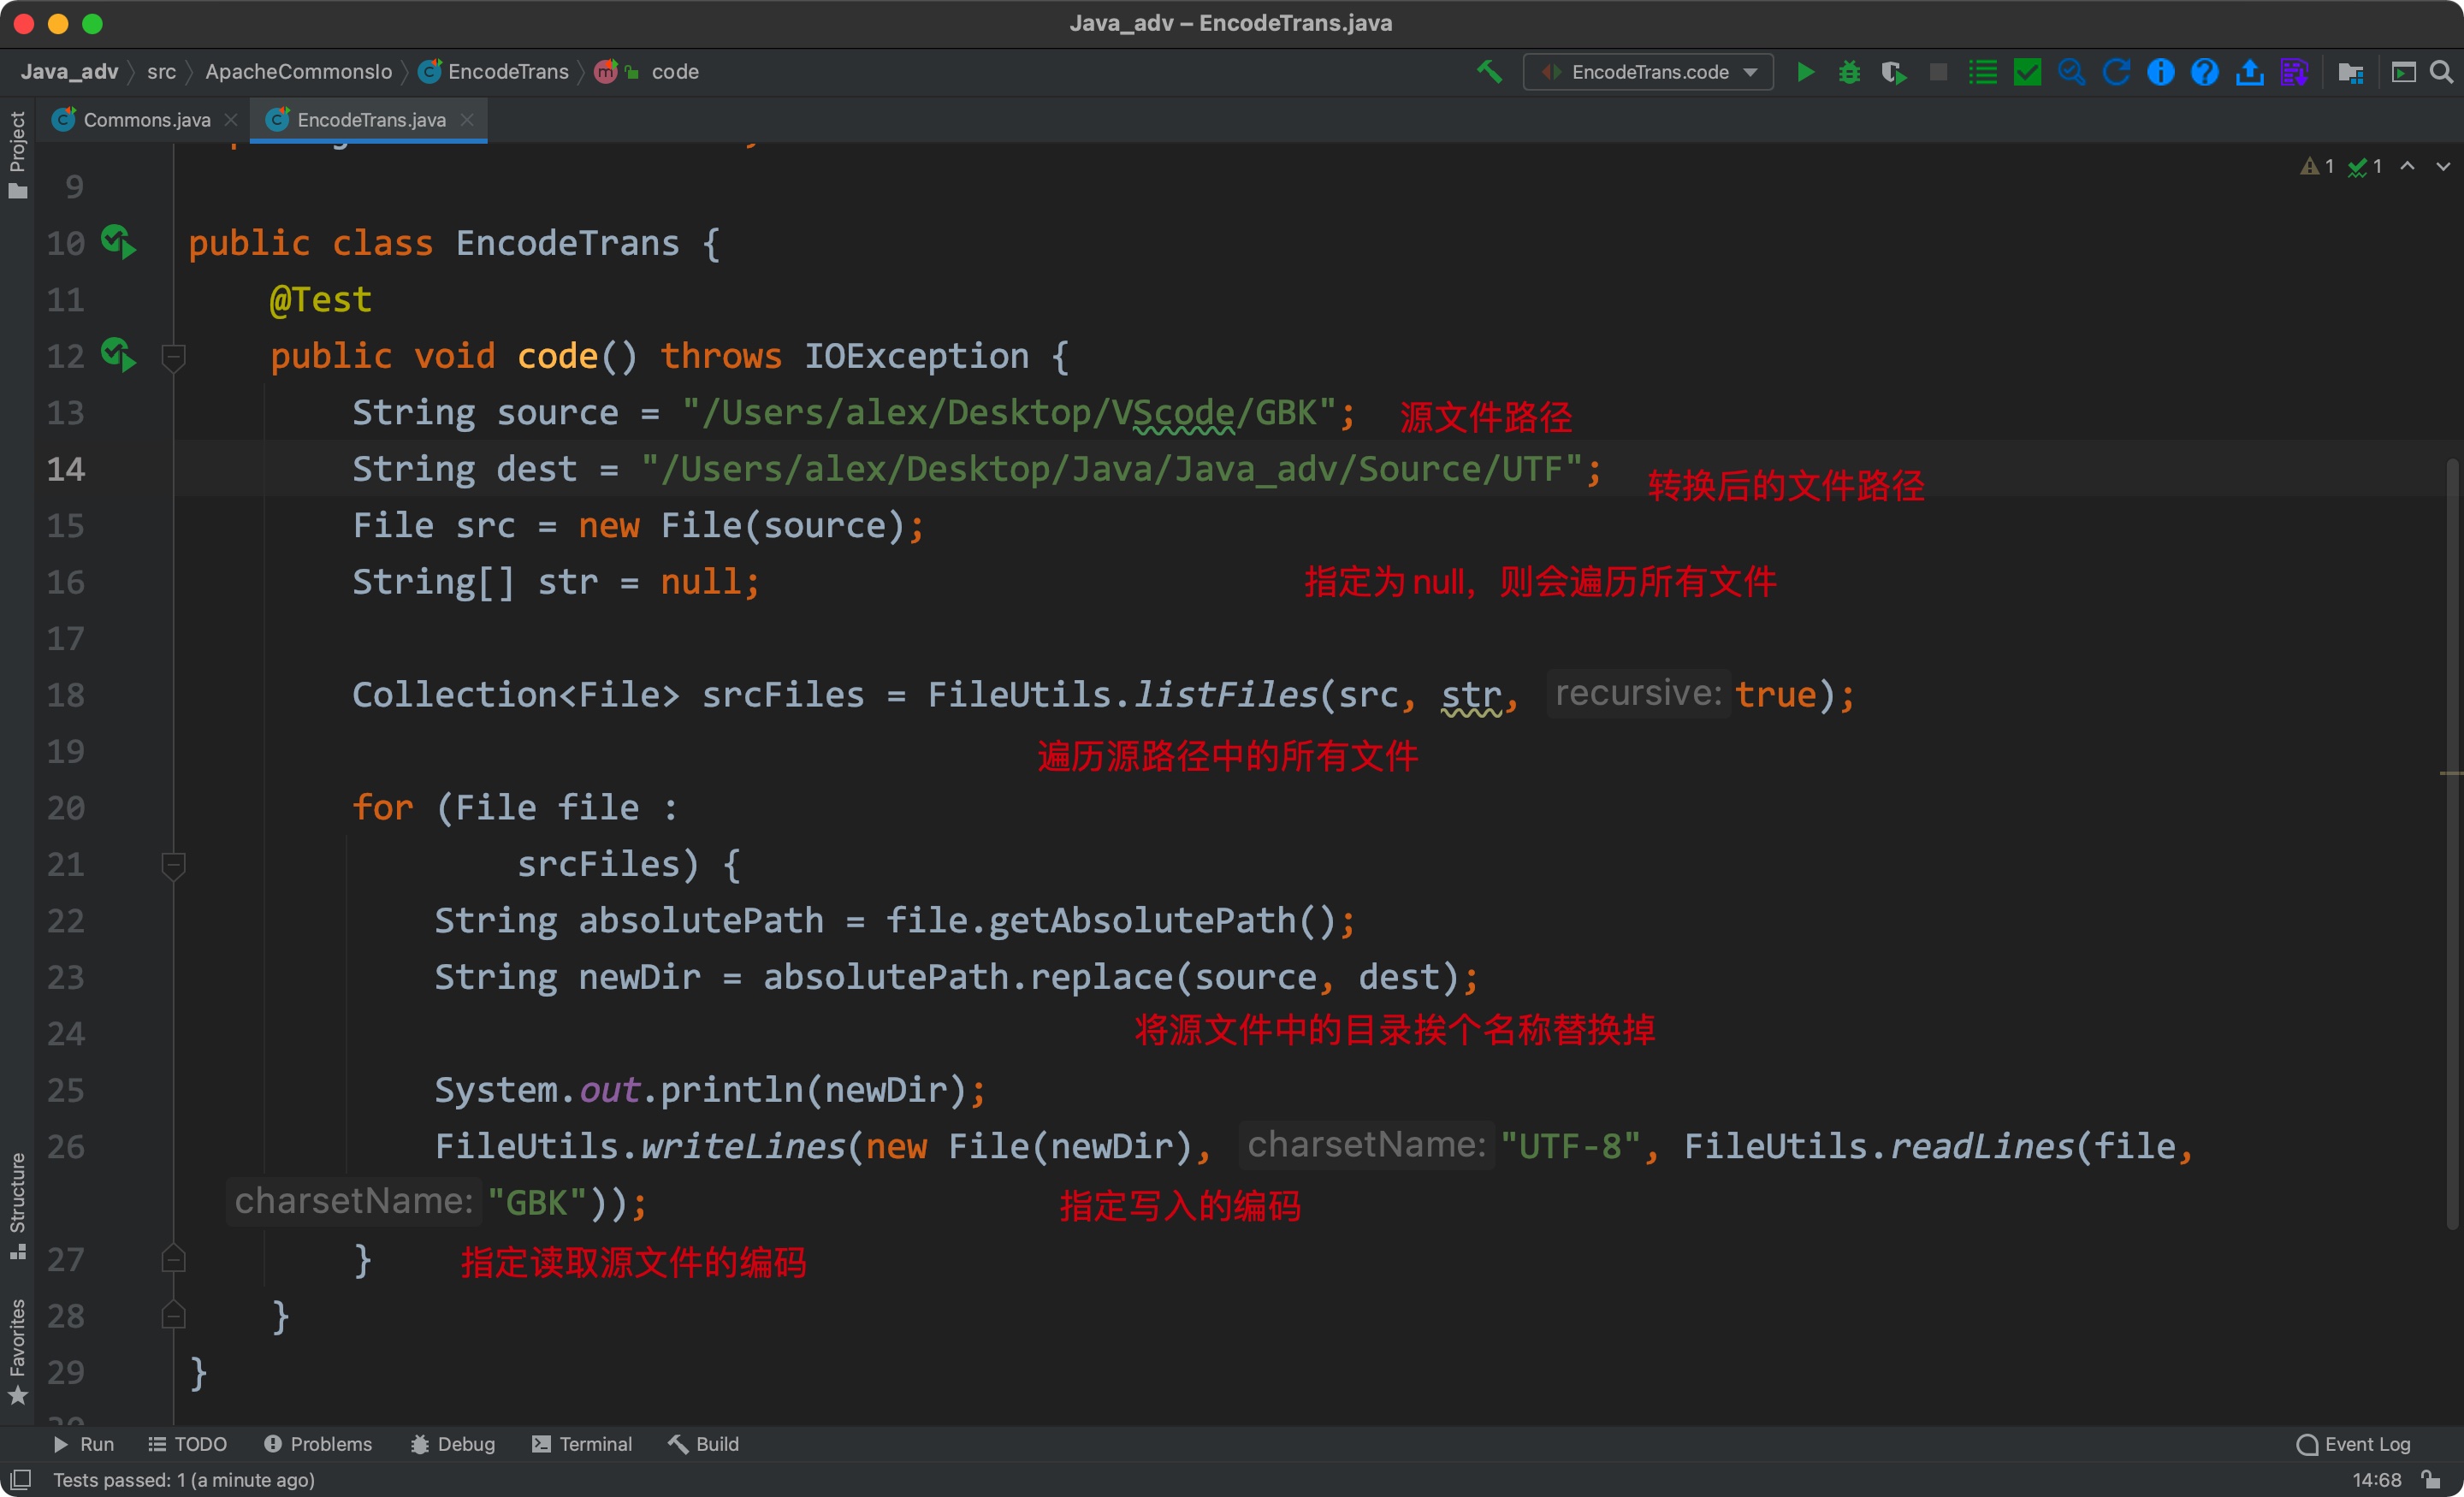 Java_adv – EncodeTrans.java
Java_adv src ApacheCommonsIo EncodeTrans code
EncodeTrans.code
Commons.java EncodeTrans.java
Project
1 1
9
10 public class EncodeTrans {
11 @Test
12 public void code() throws IOException {
13 String source = "/Users/alex/Desktop/VScode/GBK"; 源文件路径
14 String dest = "/Users/alex/Desktop/Java/Java_adv/Source/UTF"; 转换后的文件路径
15 File src = new File(source);
16 String[] str = null; 指定为 null，则会遍历所有文件
17
18 Collection<File> srcFiles = FileUtils.listFiles(src, str, recursive: true);
19 遍历源路径中的所有文件
20 for (File file :
21 srcFiles) {
22 String absolutePath = file.getAbsolutePath();
23 String newDir = absolutePath.replace(source, dest);
24 将源文件中的目录挨个名称替换掉
25 System.out.println(newDir);
26 FileUtils.writeLines(new File(newDir), charsetName: "UTF-8", FileUtils.readLines(file,
charsetName: "GBK")); 指定写入的编码
27 } 指定读取源文件的编码
28 }
29 }
Structure
Favorites
Run TODO Problems Debug Terminal Build Event Log
Tests passed: 1 (a minute ago) 14:68